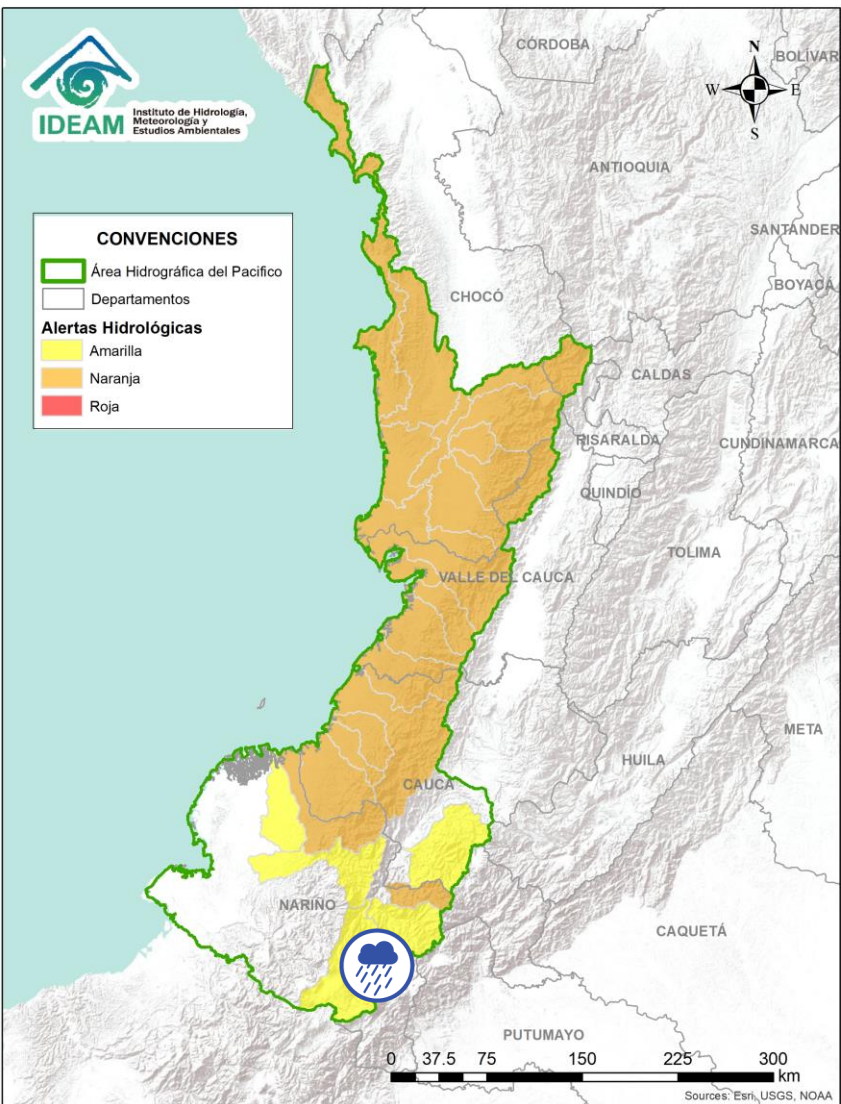 IDEAM
Instituto de Hidrología,
Meteorología y
Estudios Ambientales
CÓRDOBA
BOLÍVAR
N
W
E
S
ANTIOQUIA
SANTANDER
BOYACÁ
CONVENCIONES
Área Hidrográfica del Pacifico
Departamentos
Alertas Hidrológicas
Amarilla
Naranja
Roja
CHOCÓ
CALDAS
RISARALDA
CUNDINAMARCA
QUINDÍO
TOLIMA
VALLE DEL CAUCA
META
HUILA
CAUCA
NARIÑO
CAQUETÁ
PUTUMAYO
0 37.5 75 150 225 300
km
Sources: Esri, USGS, NOAA